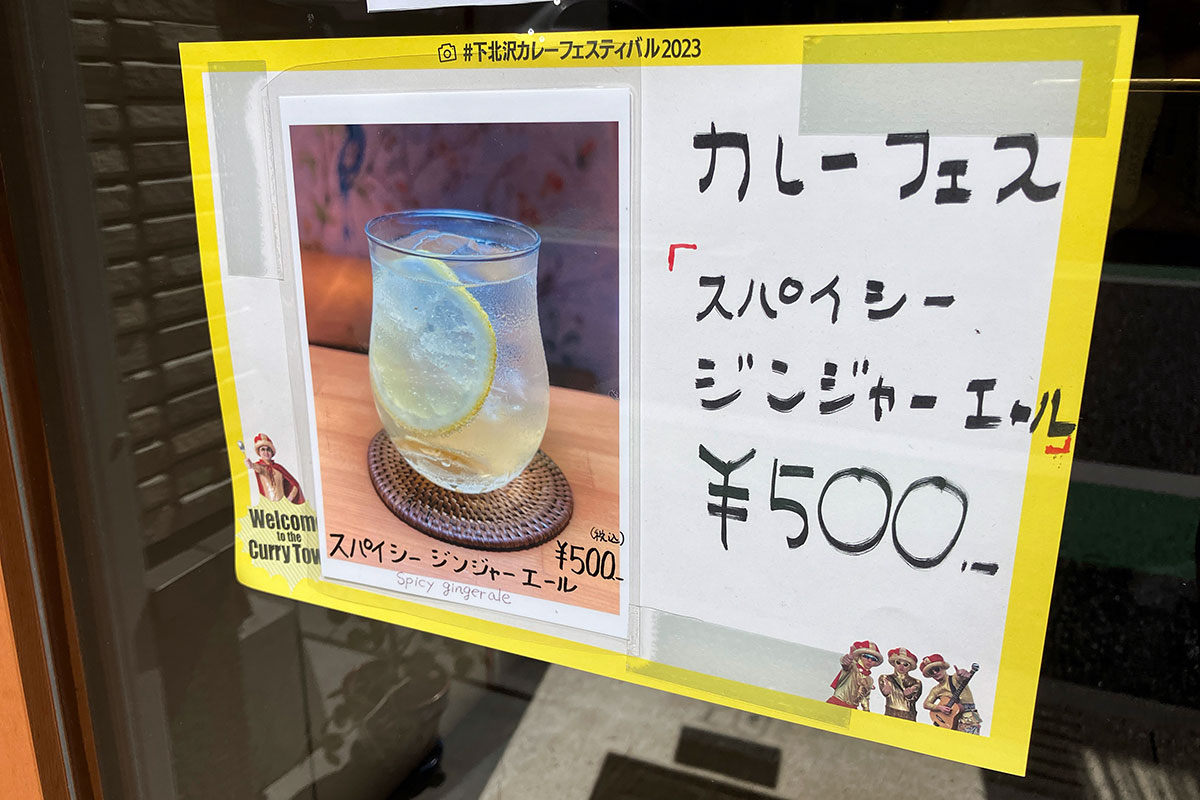 #下北沢カレーフェスティバル2023
カレーフェス
「スパイシー
ジンジャーエール」
¥500.-
(税込)
スパイシージンジャーエール ¥500.-
Spicy gingerale
Welcom
to the
Curry Tow